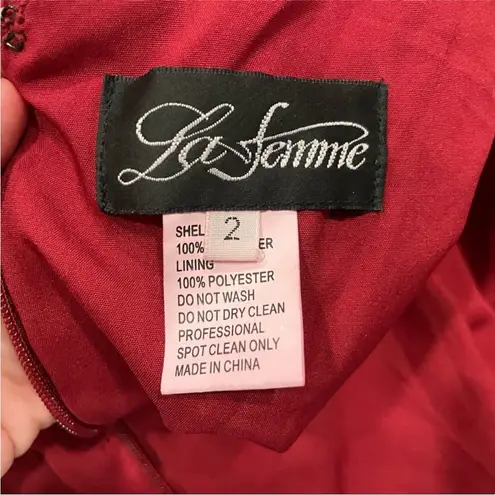 La Femme
2
SHEL
100% ER
LINING
100% POLYESTER
DO NOT WASH
DO NOT DRY CLEAN
PROFESSIONAL
SPOT CLEAN ONLY
MADE IN CHINA